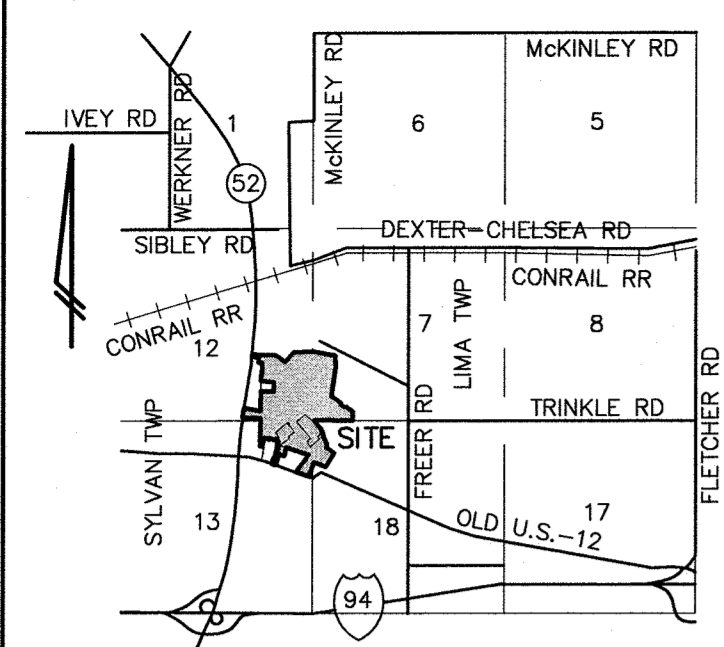 McKINLEY RD
McKINLEY RD
IVEY RD
WERKNER RD
1
6
5
52
DEXTER-CHELSEA RD
SIBLEY RD
CONRAIL RR
CONRAIL RR
12
7
LIMA TWP
8
FLETCHER RD
TRINKLE RD
SITE
FREER RD
SYLVAN TWP
13
18
OLD U.S.-12
17
94